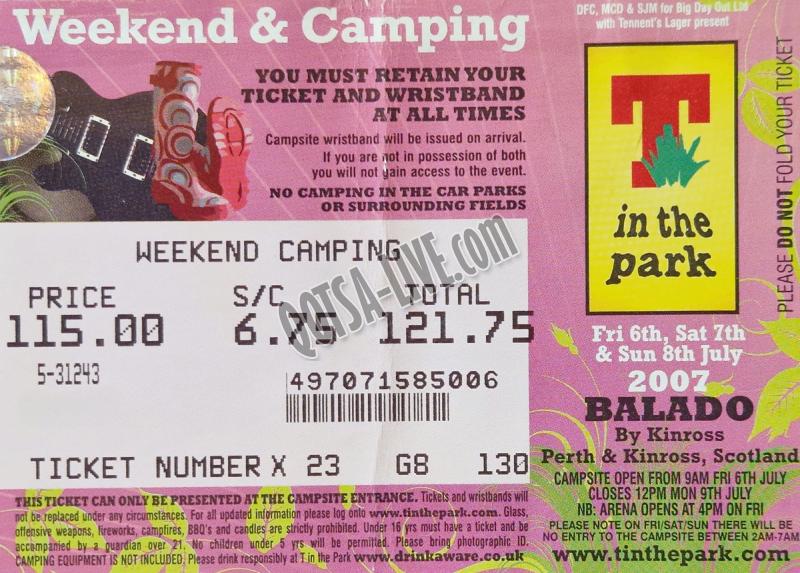 Weekend & Camping
YOU MUST RETAIN YOUR
TICKET AND WRISTBAND
AT ALL TIMES
Campsite wristband will be issued on arrival.
If you are not in possession of both
you will not gain access to the event.
NO CAMPING IN THE CAR PARKS
OR SURROUNDING FIELDS
WEEKEND CAMPING
PRICE S/C TOTAL
115.00 6.75 121.75
5-31243
497071585006
TICKET NUMBER X 23 G8 130
QOTSA-LIVE.com
THIS TICKET CAN ONLY BE PRESENTED AT THE CAMPSITE ENTRANCE. Tickets and wristbands will
not be replaced under any circumstances. For all updated information please log onto www.tinthepark.com. Glass,
offensive weapons, fireworks, campfires, BBQ's and candles are strictly prohibited. Under 16 yrs must have a ticket and be
accompanied by a guardian over 21. No children under 5 yrs will be permitted. Please bring photographic ID.
CAMPING EQUIPMENT IS NOT INCLUDED. Please drink responsibly at T in the Park www.drinkaware.co.uk
DFC, MCD & SJM for Big Day Out Ltd
with Tennent's Lager present
T
in the
park
Fri 6th, Sat 7th
& Sun 8th July
2007
BALADO
By Kinross
Perth & Kinross, Scotland
CAMPSITE OPEN FROM 9AM FRI 6TH JULY
CLOSES 12PM MON 9TH JULY
NB: ARENA OPENS AT 4PM ON FRI
PLEASE NOTE ON FRI/SAT/SUN THERE WILL BE
NO ENTRY TO THE CAMPSITE BETWEEN 2AM-7AM
www.tinthepark.com
PLEASE DO NOT FOLD YOUR TICKET